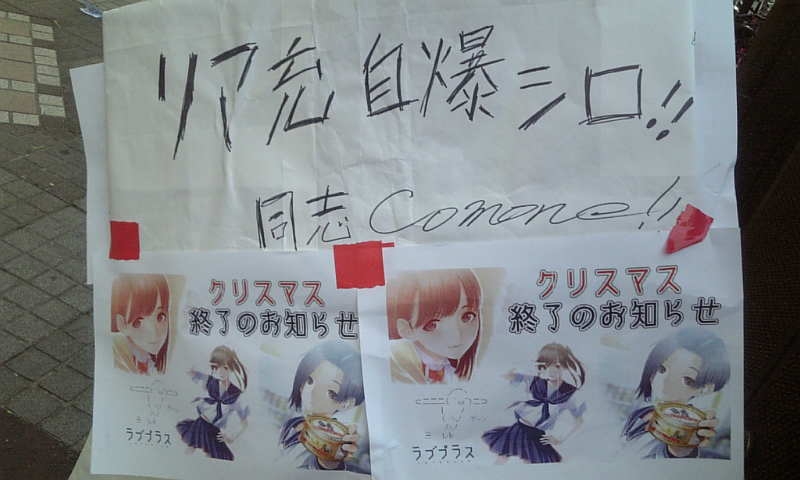 リア充自爆シロ!!
同志 Comone!!
クリスマス
終了のお知らせ
ラブプラス
クリスマス
終了のお知らせ
ラブプラス